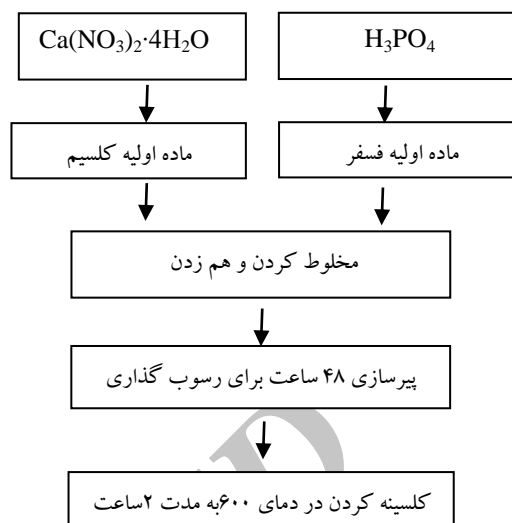 Ca(NO₃)₂·4H₂O
H₃PO₄
ماده اولیه کلسیم
ماده اولیه فسفر
مخلوط کردن و هم زدن
پیرسازی ۴۸ ساعت برای رسوب گذاری
کلسینه کردن در دمای ۶۰۰به مدت ۲ساعت